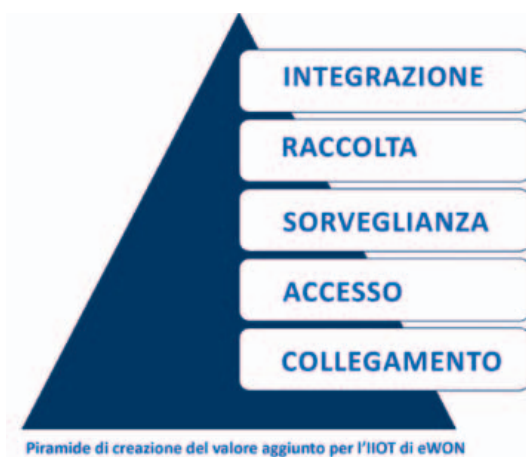 INTEGRAZIONE
RACCOLTA
SORVEGLIANZA
ACCESSO
COLLEGAMENTO
Piramide di creazione del valore aggiunto per l'IIOT di eWON